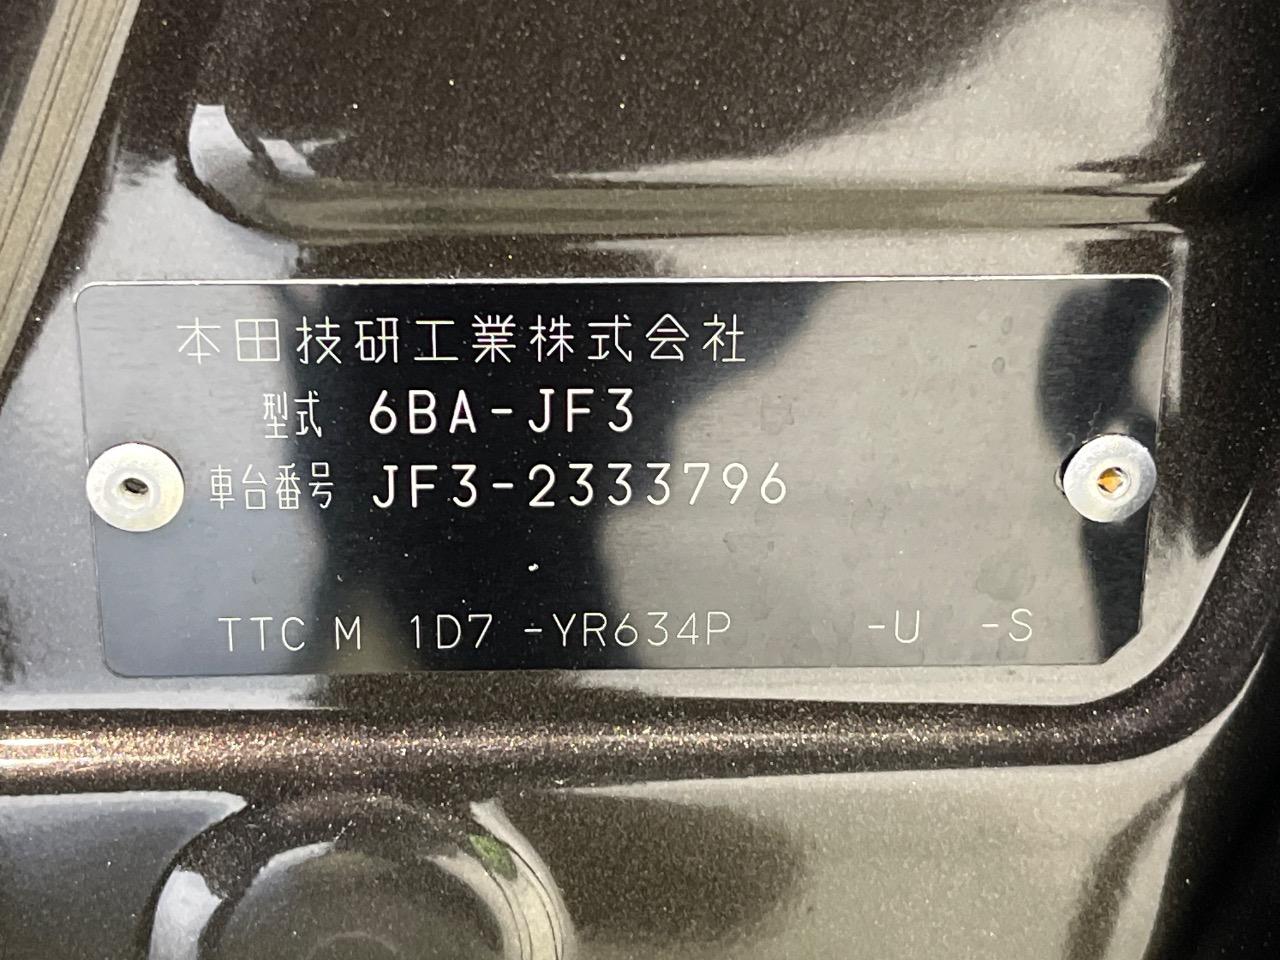 本田技研工業株式会社
型式 6BA-JF3
車台番号 JF3-2333796
TTC M 1D7 -YR634P -U -S